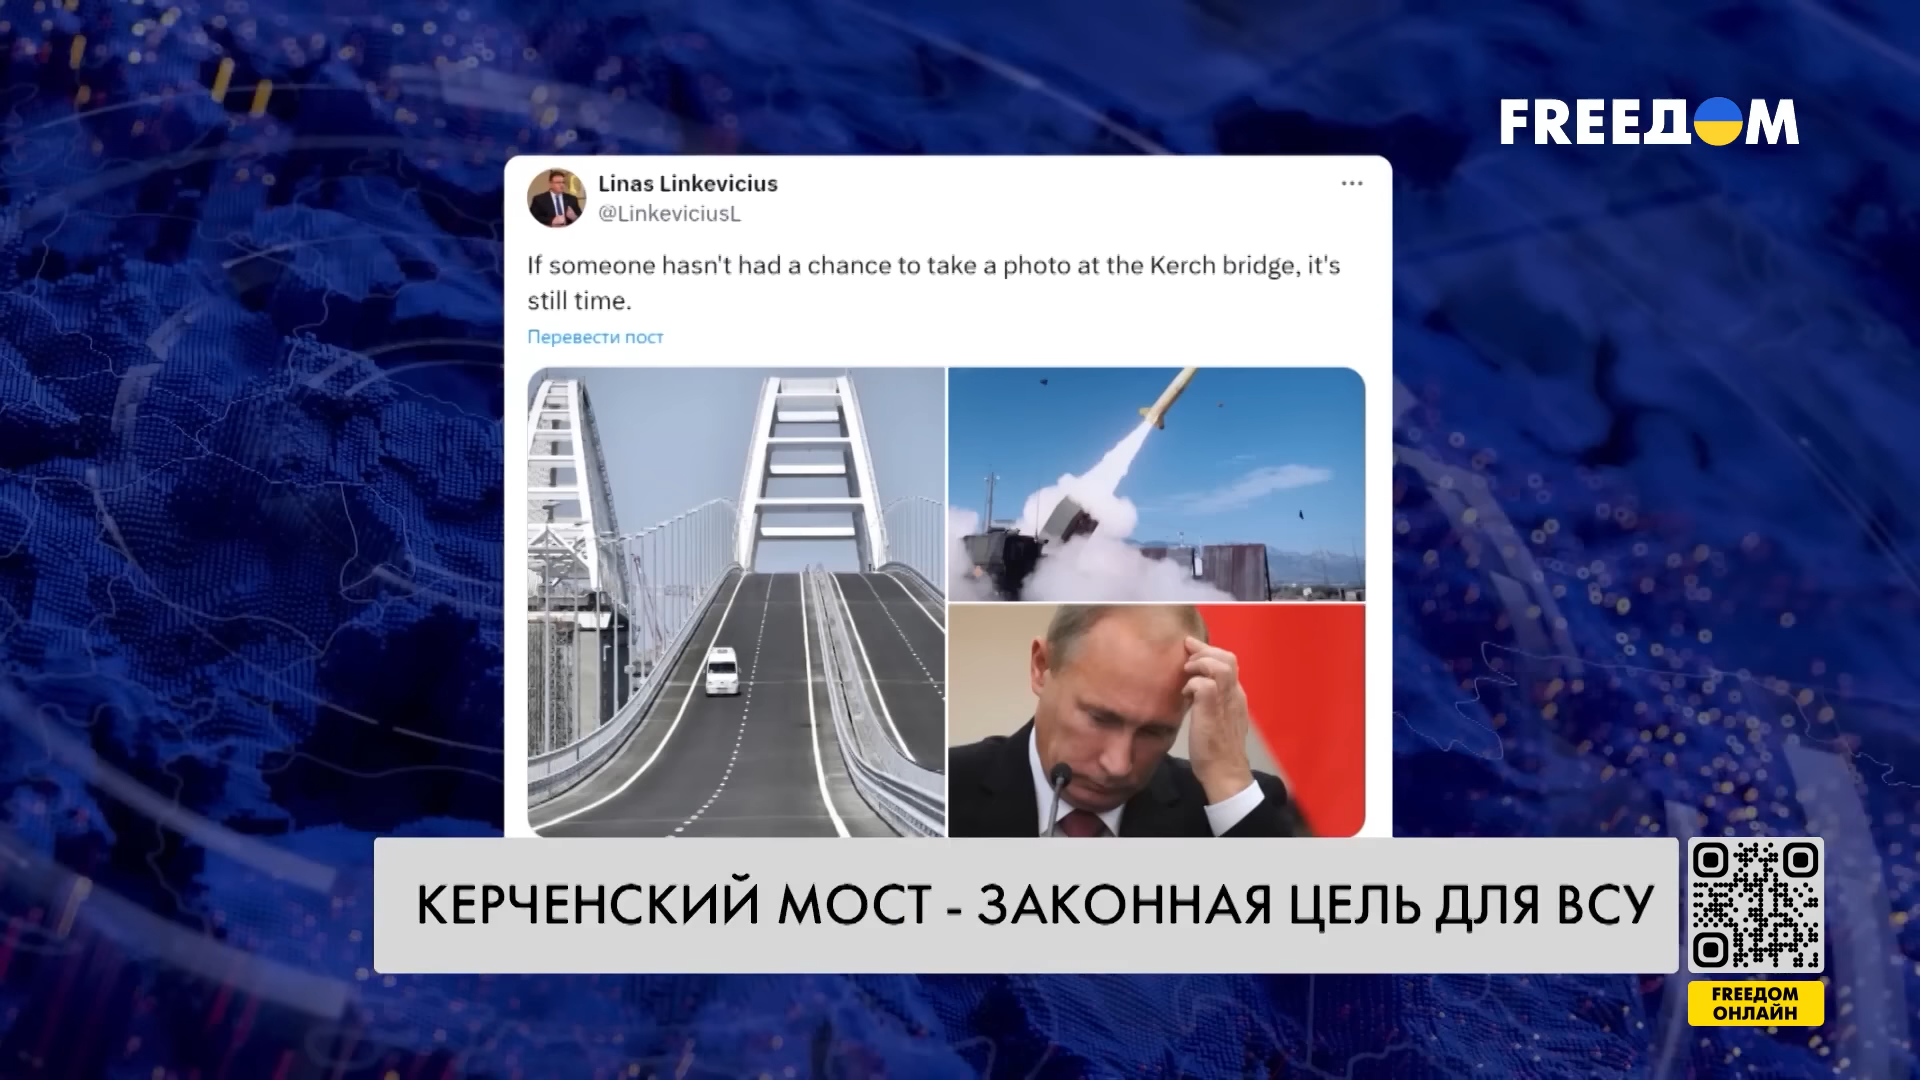 FREEДOM
Linas Linkevicius
@LinkeviciusL
If someone hasn't had a chance to take a photo at the Kerch bridge, it's
still time.
Перевести пост
КЕРЧЕНСКИЙ МОСТ - ЗАКОННАЯ ЦЕЛЬ ДЛЯ ВСУ
FREEДOM
ОНЛАЙН